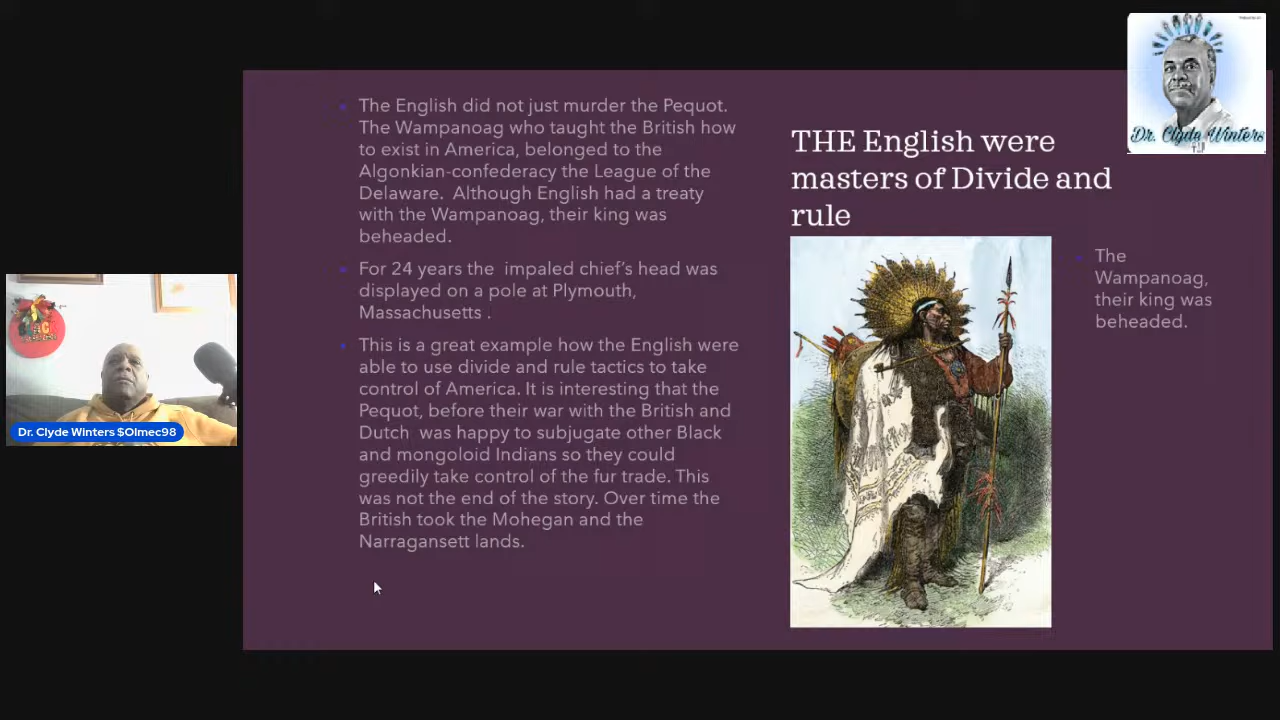 The English did not just murder the Pequot.
The Wampanoag who taught the British how
to exist in America, belonged to the
Algonkian-confederacy the League of the
Delaware. Although English had a treaty
with the Wampanoag, their king was
beheaded.
For 24 years the impaled chief's head was
displayed on a pole at Plymouth,
Massachusetts .
This is a great example how the English were
able to use divide and rule tactics to take
control of America. It is interesting that the
Pequot, before their war with the British and
Dutch was happy to subjugate other Black
and mongoloid Indians so they could
greedily take control of the fur trade. This
was not the end of the story. Over time the
British took the Mohegan and the
Narragansett lands.
THE English were
masters of Divide and
rule
The
Wampanoag,
their king was
beheaded.
Dr. Clyde Winters
Dr. Clyde Winters $Olmec98